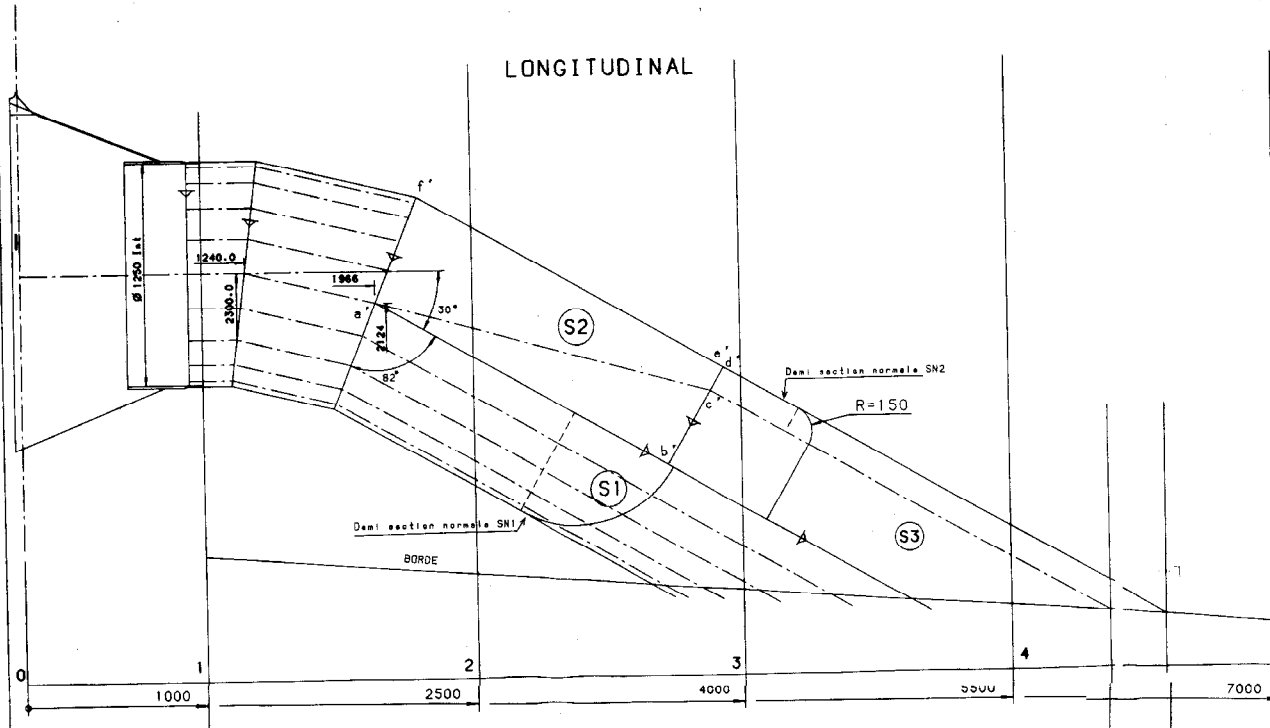 LONGITUDINAL
f'
1240.0
Ø 1250 Int
1966
2300.0
a'
2124
30°
82°
S2
e' d'
Demi section normale SN2
R=150
c'
b'
S1
Demi section normale SN1
S3
BORDE
0
1
2
3
4
1000
2500
4000
5500
7000